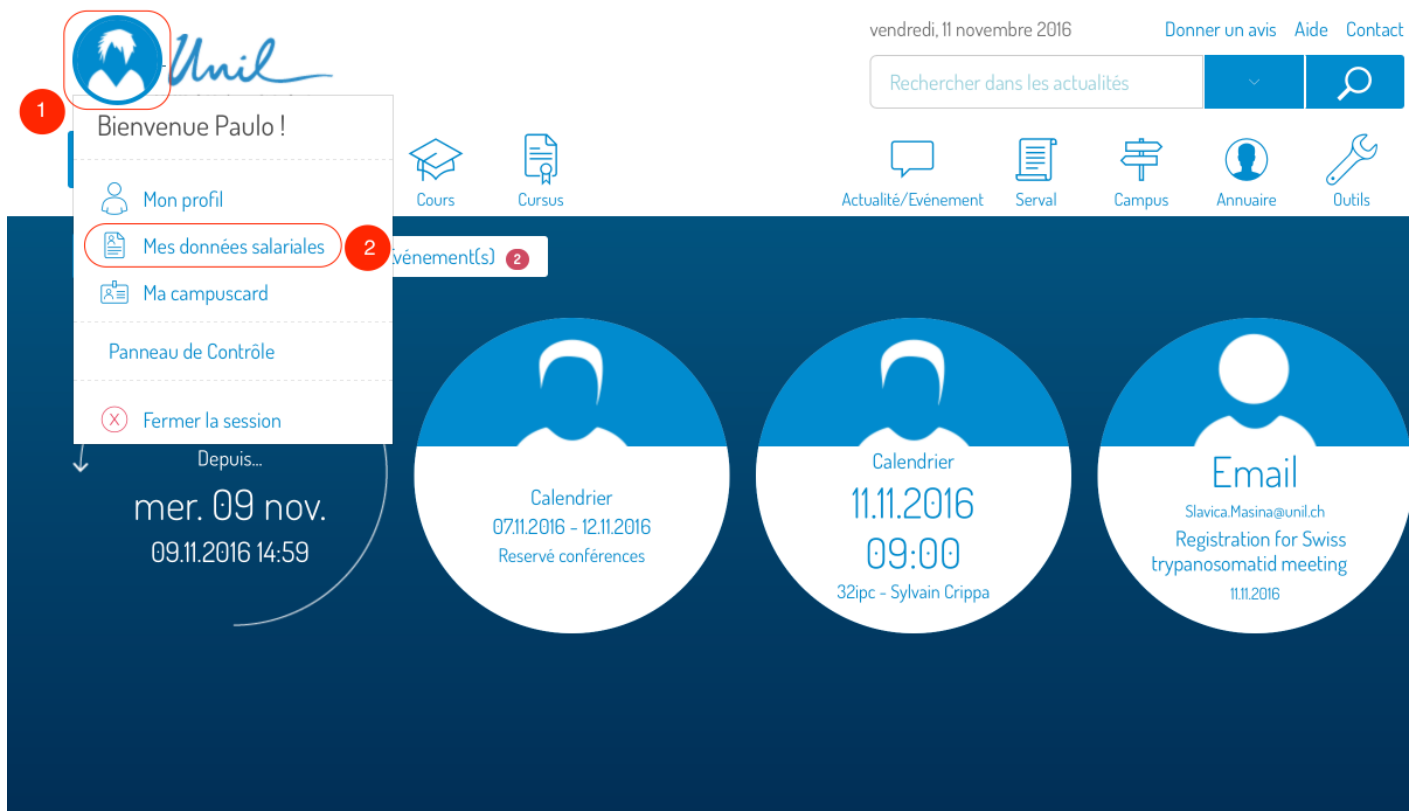 Unil
vendredi, 11 novembre 2016
Donner un avis Aide Contact
Rechercher dans les actualités
1
Bienvenue Paulo !
Mon profil
Mes données salariales
2
Ma campuscard
Panneau de Contrôle
X Fermer la session
Cours
Cursus
Actualité/Evénement
Serval
Campus
Annuaire
Outils
vénement(s) 2
Depuis...
mer. 09 nov.
09.11.2016 14:59
Calendrier
07.11.2016 - 12.11.2016
Reservé conférences
Calendrier
11.11.2016
09:00
32ipc - Sylvain Crippa
Email
Slavica.Masina@unil.ch
Registration for Swiss
trypanosomatid meeting
11.11.2016